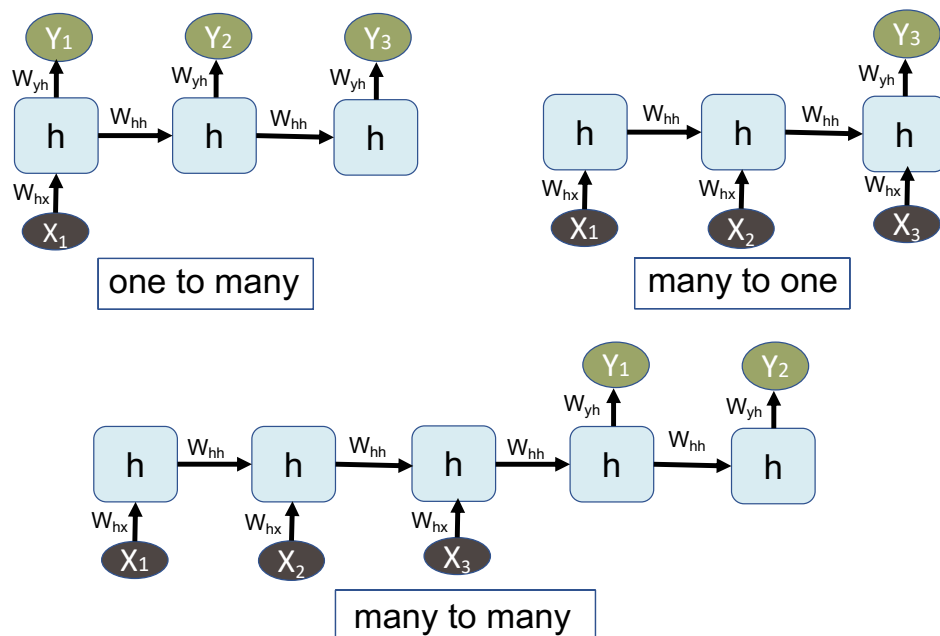 Y1 Y2 Y3
Wyh Wyh Wyh
h Whh h Whh h
Whx
X1
one to many
Y3
Wyh
h Whh h Whh h
Whx Whx Whx
X1 X2 X3
many to one
Y1 Y2
Wyh Wyh
h Whh h Whh h Whh h Whh h
Whx Whx Whx
X1 X2 X3
many to many